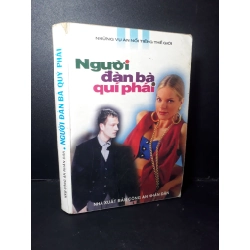 NHỮNG VỤ ÁN NỔI TIẾNG THẾ GIỚI
Người
đàn bà
quí phái
NHÀ XUẤT BẢN CÔNG AN NHÂN DÂN
NGƯỜI ĐÀN BÀ QUÝ PHÁI